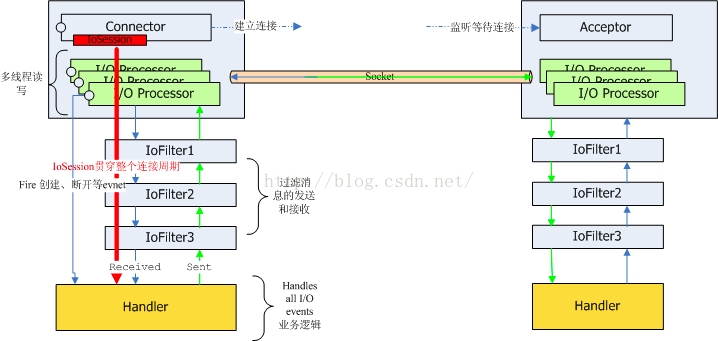 Connector
IoSession
建立连接
监听等待连接
Acceptor
多线程读
写
I/O Processor
I/O Processor
I/O Processor
Socket
I/O Processor
I/O Processor
I/O Processor
IoFilter1
IoSession贯穿整个连接周期
Fire 创建、断开等evnet
IoFilter2
IoFilter3
过滤消
息的发送
和接收
http://blog.csdn.net/
IoFilter1
IoFilter2
IoFilter3
Received
Sent
Handler
Handles
all I/O
events
业务逻辑
Handler